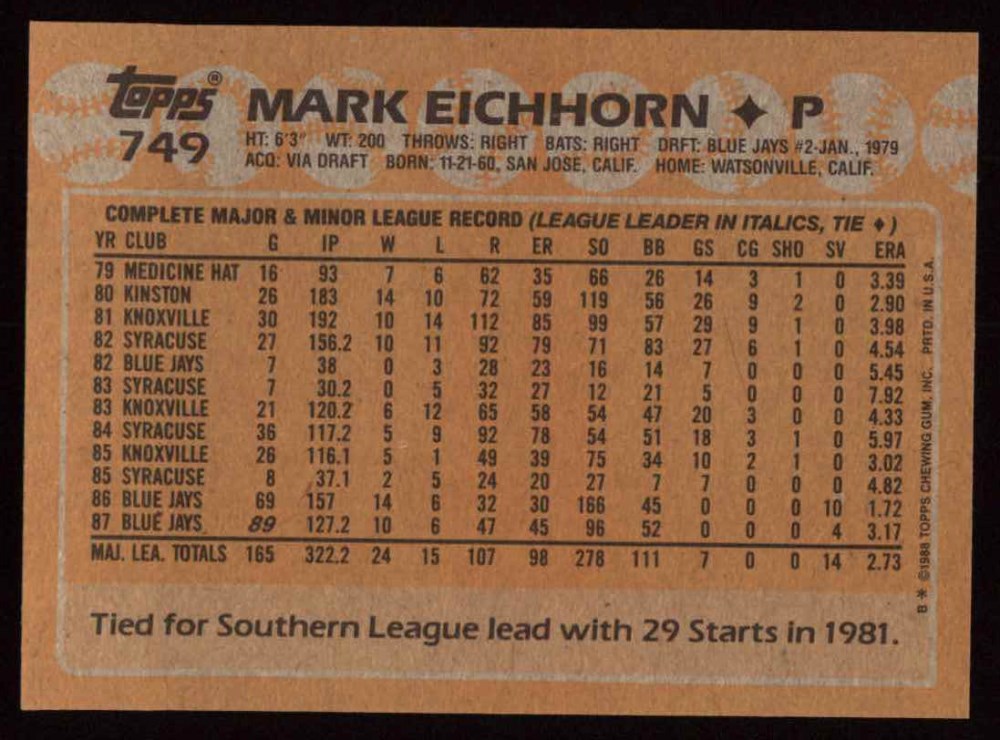 topps®
749
MARK EICHHORN ✦ P
HT: 6'3" WT: 200 THROWS: RIGHT BATS: RIGHT DRFT: BLUE JAYS #2-JAN., 1979
ACQ: VIA DRAFT BORN: 11-21-60, SAN JOSE, CALIF. HOME: WATSONVILLE, CALIF.
COMPLETE MAJOR & MINOR LEAGUE RECORD (LEAGUE LEADER IN ITALICS, TIE ♦)
YR CLUB G IP W L R ER SO BB GS CG SHO SV ERA
79 MEDICINE HAT 16 93 7 6 62 35 66 26 14 3 1 0 3.39
80 KINSTON 26 183 14 10 72 59 119 56 26 9 2 0 2.90
81 KNOXVILLE 30 192 10 14 112 85 99 57 29 9 1 0 3.98
82 SYRACUSE 27 156.2 10 11 92 79 71 83 27 6 1 0 4.54
82 BLUE JAYS 7 38 0 3 28 23 16 14 7 0 0 0 5.45
83 SYRACUSE 7 30.2 0 5 32 27 12 21 5 0 0 0 7.92
83 KNOXVILLE 21 120.2 6 12 65 58 54 47 20 3 0 0 4.33
84 SYRACUSE 36 117.2 5 9 92 78 54 51 18 3 1 0 5.97
85 KNOXVILLE 26 116.1 5 1 49 39 75 34 10 2 1 0 3.02
85 SYRACUSE 8 37.1 2 5 24 20 27 7 7 0 0 0 4.82
86 BLUE JAYS 69 157 14 6 32 30 166 45 0 0 0 10 1.72
87 BLUE JAYS 89 127.2 10 6 47 45 96 52 0 0 0 4 3.17
MAJ. LEA. TOTALS 165 322.2 24 15 107 98 278 111 7 0 0 14 2.73
Tied for Southern League lead with 29 Starts in 1981.
B * ©1988 TOPPS CHEWING GUM, INC. PRTD. IN U.S.A.